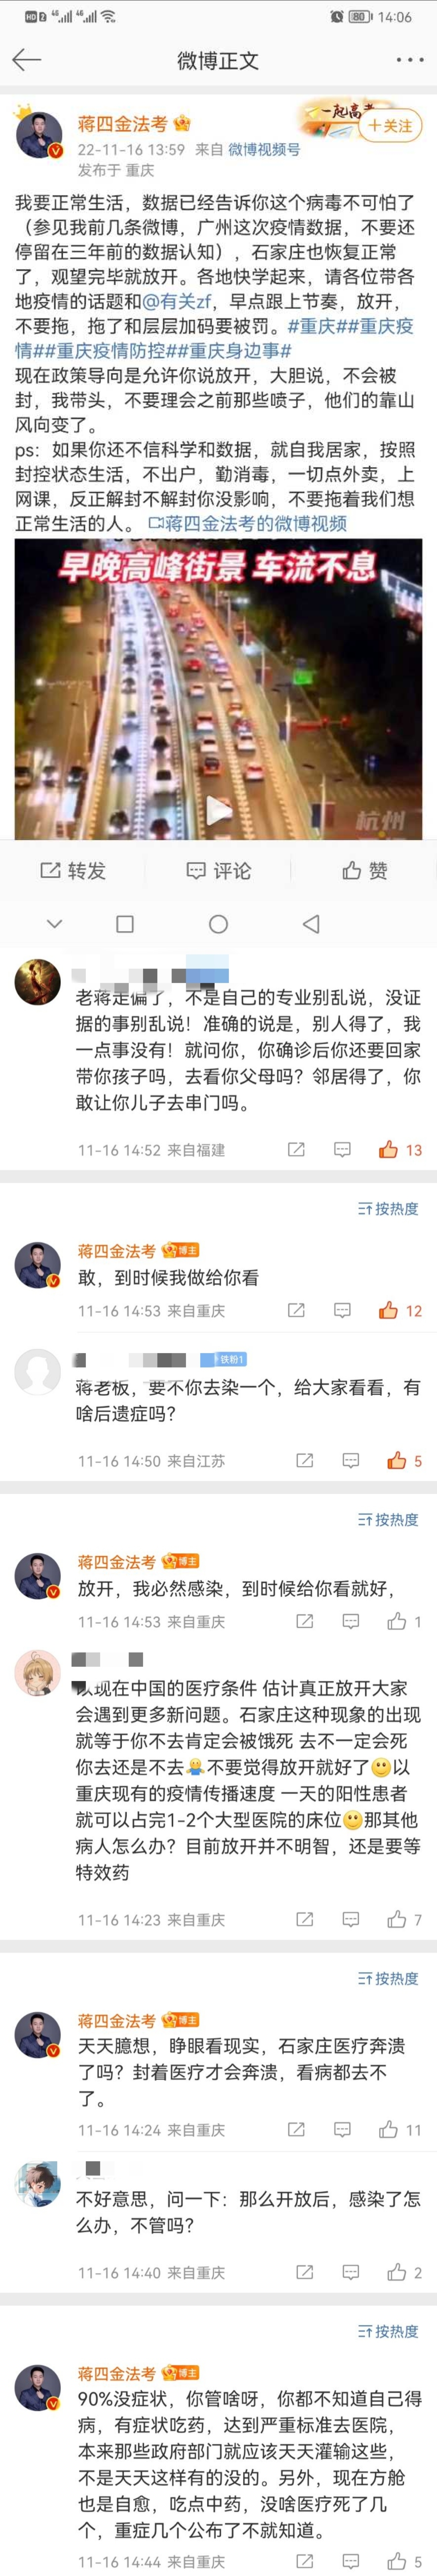 14:06
80
微博正文
蒋四金法考
一起高考
+关注
22-11-16 13:59 来自 微博视频号
发布于 重庆
我要正常生活，数据已经告诉你这个病毒不可怕了
（参见我前几条微博，广州这次疫情数据，不要还
停留在三年前的数据认知），石家庄也恢复正常
了，观望完毕就放开。各地快学起来，请各位带各
地疫情的话题和@有关zf，早点跟上节奏，放开，
不要拖，拖了和层层加码要被罚。#重庆##重庆疫
情##重庆疫情防控##重庆身边事#
现在政策导向是允许你说放开，大胆说，不会被
封，我带头，不要理会之前那些喷子，他们的靠山
风向变了。
ps：如果你还不信科学和数据，就自我居家，按照
封控状态生活，不出户，勤消毒，一切点外卖，上
网课，反正解封不解封你没影响，不要拖着我们想
正常生活的人。 蒋四金法考的微博视频
早晚高峰街景 车流不息
杭州
转发
评论
赞
老蒋走偏了，不是自己的专业别乱说，没证
据的事别乱说！准确的说是，别人得了，我
一点事没有！就问你，你确诊后你还要回家
带你孩子吗，去看你父母吗？邻居得了，你
敢让你儿子去串门吗。
11-16 14:52 来自福建
13
按热度
蒋四金法考 博主
敢，到时候我做给你看
11-16 14:53 来自重庆
12
铁粉1
蒋老板，要不你去染一个，给大家看看，有
啥后遗症吗？
11-16 14:50 来自江苏
5
按热度
蒋四金法考 博主
放开，我必然感染，到时候给你看就好，
11-16 14:53 来自重庆
1
以现在中国的医疗条件 估计真正放开大家
会遇到更多新问题。石家庄这种现象的出现
就等于你不去肯定会被饿死 去不一定会死
你去还是不去🤷不要觉得放开就好了🙂以
重庆现有的疫情传播速度 一天的阳性患者
就可以占完1-2个大型医院的床位🙂那其他
病人怎么办？目前放开并不明智，还是要等
特效药
11-16 14:23 来自重庆
7
按热度
蒋四金法考 博主
天天臆想，睁眼看现实，石家庄医疗奔溃
了吗？封着医疗才会奔溃，看病都去不
了。
11-16 14:24 来自重庆
11
不好意思，问一下：那么开放后，感染了怎
么办，不管吗？
11-16 14:40 来自重庆
2
按热度
蒋四金法考 博主
90%没症状，你管啥呀，你都不知道自己得
病，有症状吃药，达到严重标准去医院，
本来那些政府部门就应该天天灌输这些，
不是天天这样有的没的。另外，现在方舱
也是自愈，吃点中药，没啥医疗死了几
个，重症几个公布了不就知道。
11-16 14:44 来自重庆
5